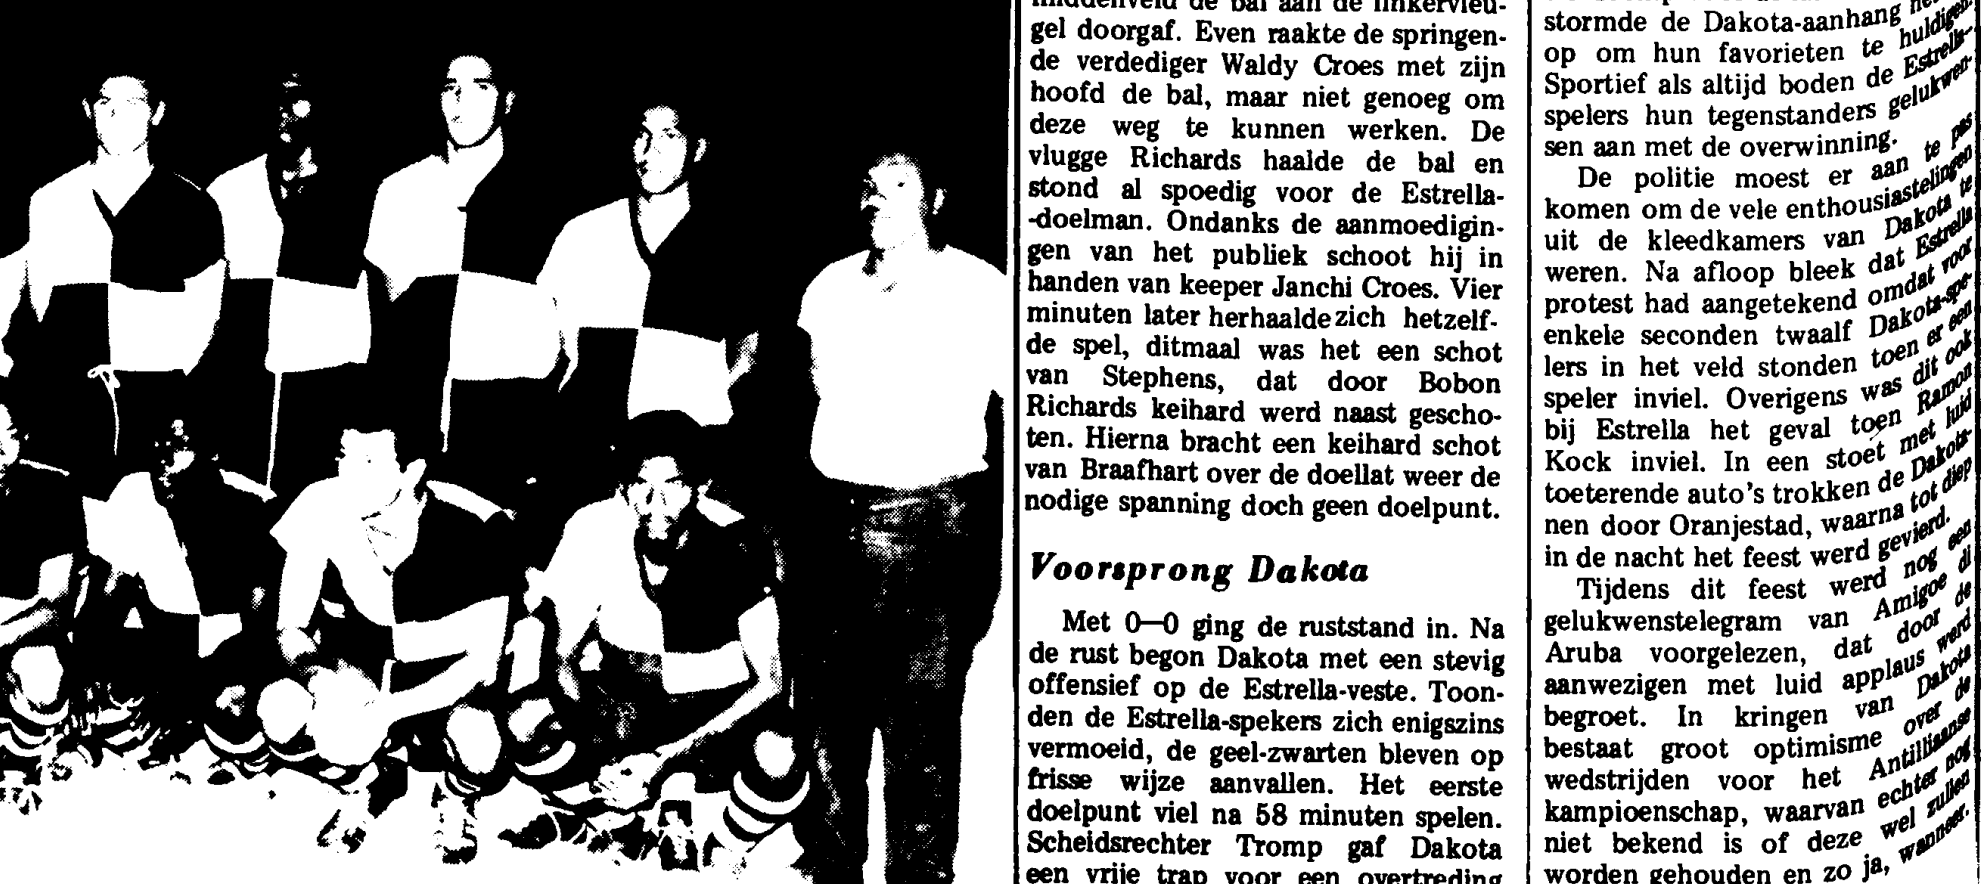 middenveld de bal aan de linkervleu-
gel doorgaf. Even raakte de springen-
de verdediger Waldy Croes met zijn
hoofd de bal, maar niet genoeg om
deze weg te kunnen werken. De
vlugge Richards haalde de bal en
stond al spoedig voor de Estrella-
-doelman. Ondanks de aanmoedigin-
gen van het publiek schoot hij in
handen van keeper Janchi Croes. Vier
minuten later herhaalde zich hetzelf-
de spel, ditmaal was het een schot
van Stephens, dat door Bobon
Richards keihard werd naast gescho-
ten. Hierna bracht een keihard schot
van Braafhart over de doellat weer de
nodige spanning doch geen doelpunt.
Voorsprong Dakota
Met 0—0 ging de ruststand in. Na
de rust begon Dakota met een stevig
offensief op de Estrella-veste. Toon-
den de Estrella-spekers zich enigszins
vermoeid, de geel-zwarten bleven op
frisse wijze aanvallen. Het eerste
doelpunt viel na 58 minuten spelen.
Scheidsrechter Tromp gaf Dakota
een vrije trap voor een overtreding
stormde de Dakota-aanhang
op om hun favorieten te huldigen.
Sportief als altijd boden de Estrella-
spelers hun tegenstanders gelukwen-
sen aan met de overwinning.
De politie moest er aan te pas
komen om de vele enthousiastelingen
uit de kleedkamers van Dakota te
weren. Na afloop bleek dat Estrella
protest had aangetekend omdat voor
enkele seconden twaalf Dakota-spe-
lers in het veld stonden toen er een
speler inviel. Overigens was dit ook
bij Estrella het geval toen Ramon
Kock inviel. In een stoet met luid
toeterende auto's trokken de Dakota-
nen door Oranjestad, waarna tot diep
in de nacht het feest werd gevierd.
Tijdens dit feest werd nog een
gelukwenstelegram van Amigoe di
Aruba voorgelezen, dat door de
aanwezigen met luid applaus werd
begroet. In kringen van Dakota
bestaat groot optimisme over de
wedstrijden voor het Antilliaanse
kampioenschap, waarvan echter nog
niet bekend is of deze wel zullen
worden gehouden en zo ja, wanneer.